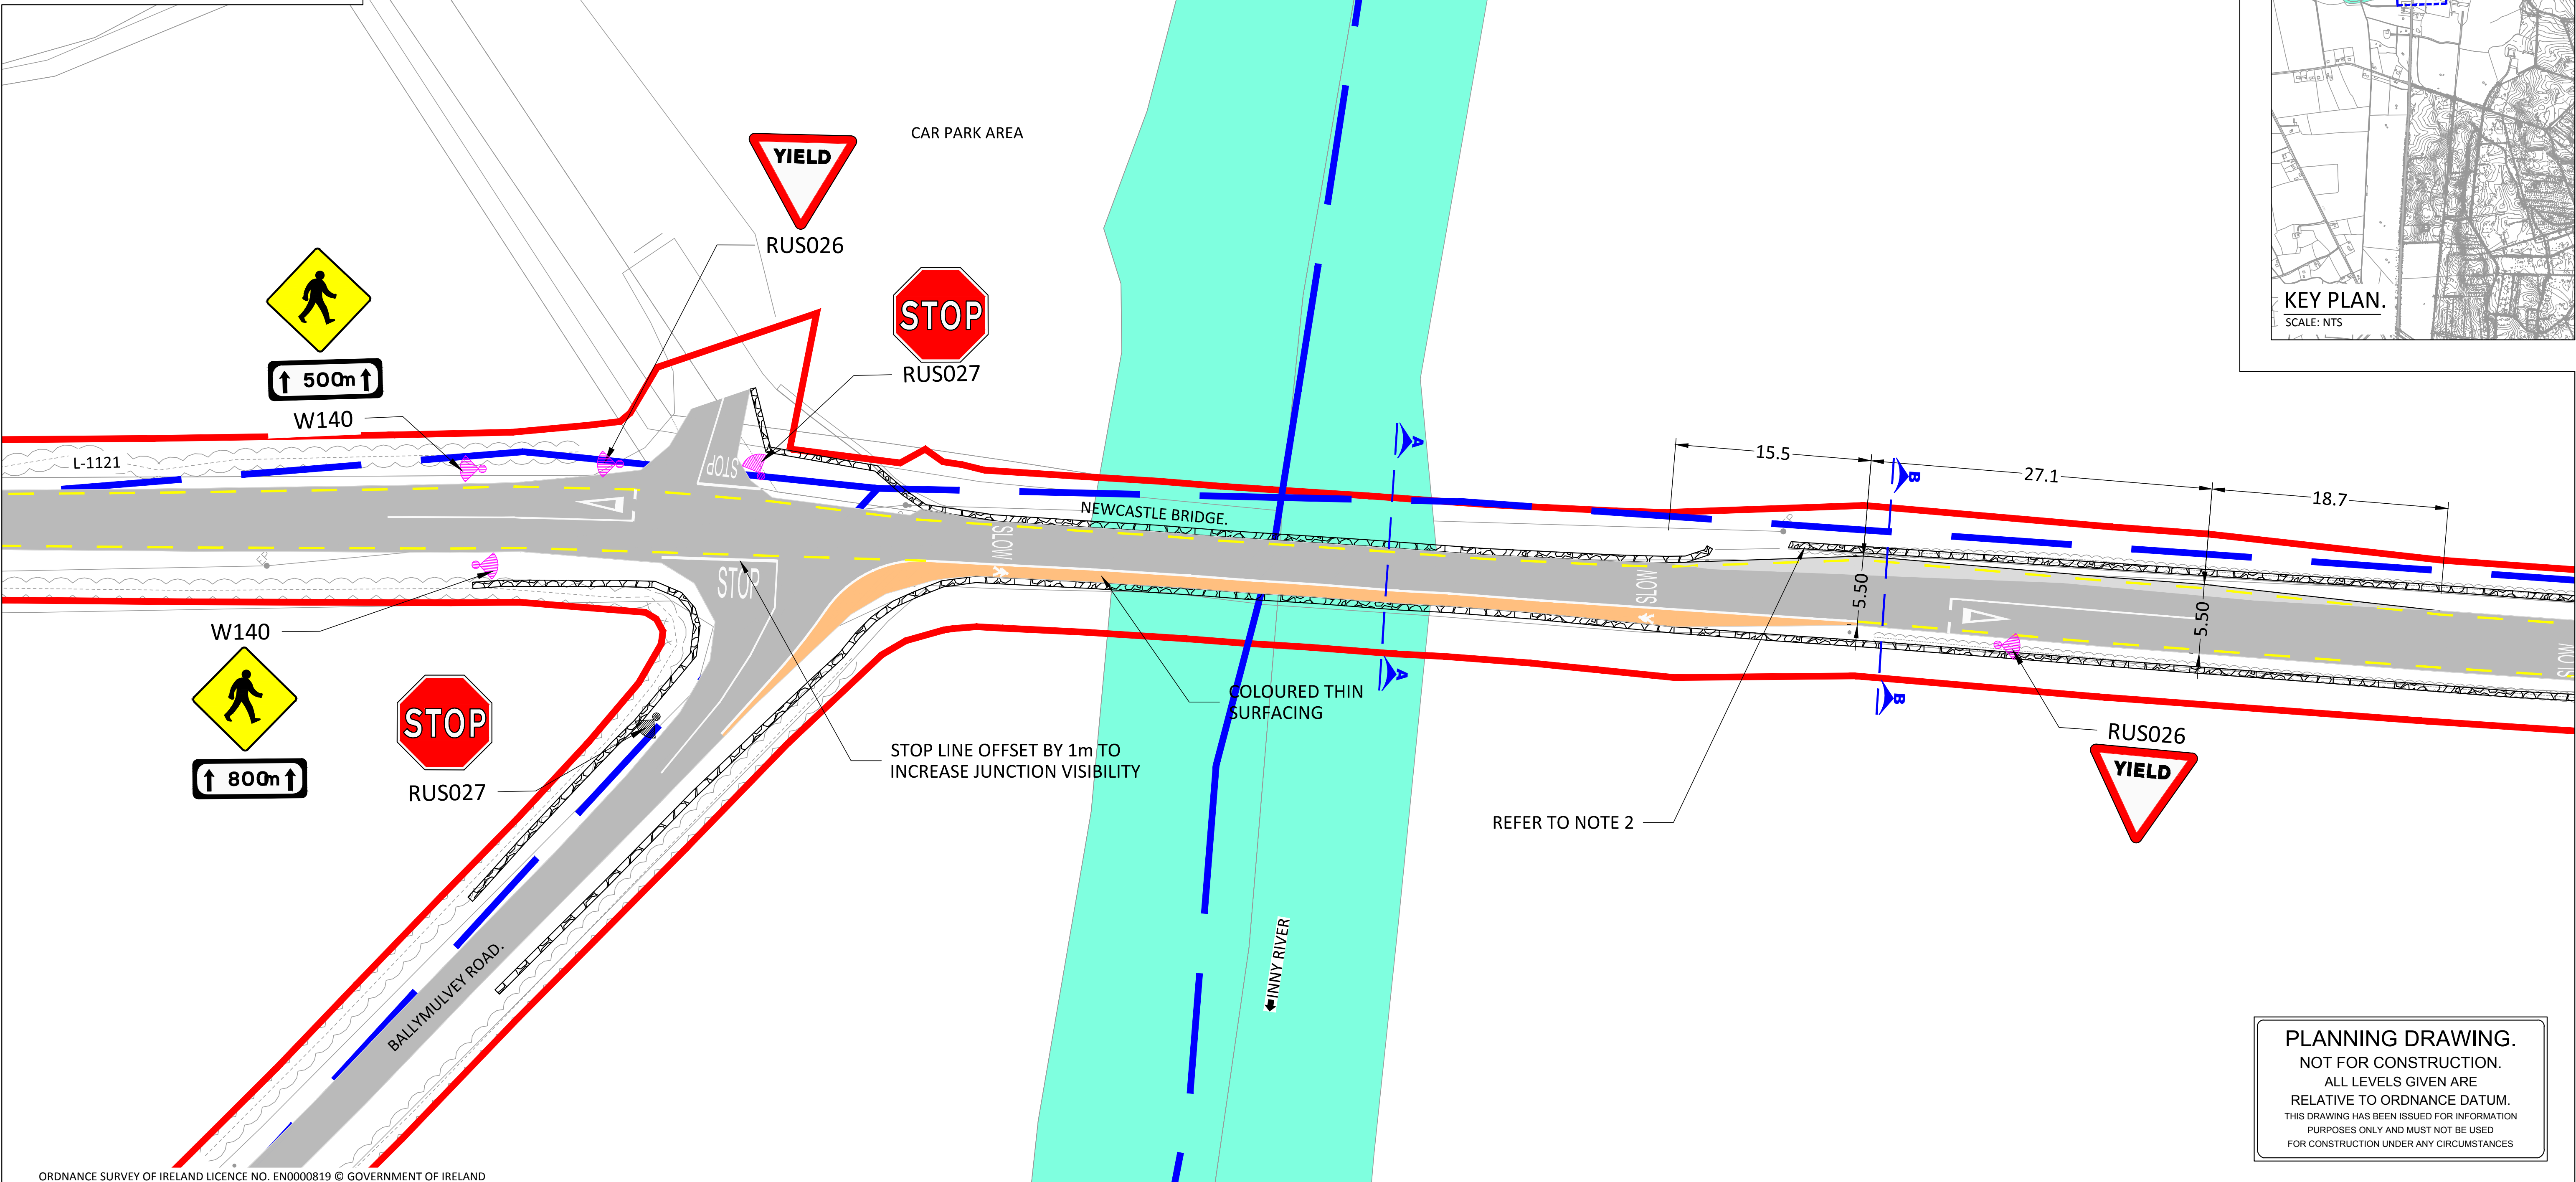 KEY PLAN.
SCALE: NTS
CAR PARK AREA
YIELD
RUS026
STOP
RUS027
500m
W140
L-1121
STOP
SLOW
NEWCASTLE BRIDGE.
A
B
15.5
27.1
18.7
STOP
SLOW
5.50
5.50
SLOW
W140
800m
STOP
RUS027
A
B
COLOURED THIN
SURFACING
STOP LINE OFFSET BY 1m TO
INCREASE JUNCTION VISIBILITY
REFER TO NOTE 2
RUS026
YIELD
BALLYMULVEY ROAD.
INNY RIVER
PLANNING DRAWING.
NOT FOR CONSTRUCTION.
ALL LEVELS GIVEN ARE
RELATIVE TO ORDNANCE DATUM.
THIS DRAWING HAS BEEN ISSUED FOR INFORMATION
PURPOSES ONLY AND MUST NOT BE USED
FOR CONSTRUCTION UNDER ANY CIRCUMSTANCES
ORDNANCE SURVEY OF IRELAND LICENCE NO. EN0000819 © GOVERNMENT OF IRELAND